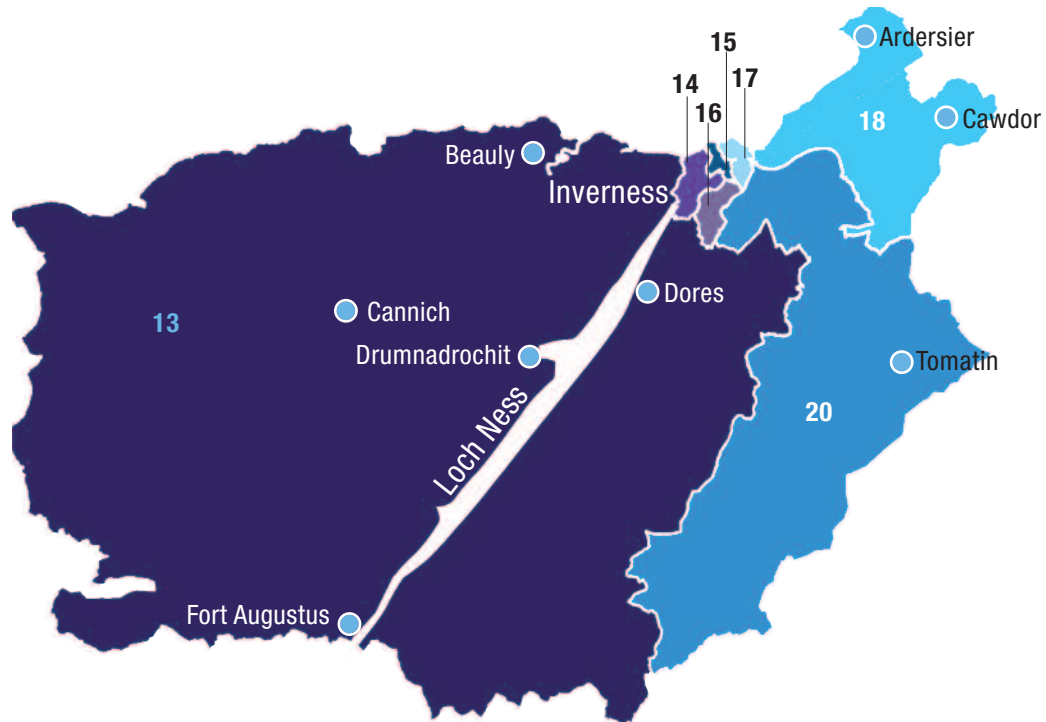 Ardersier
15
14
17
16
18
Cawdor
Beauly
Inverness
Dores
13
Cannich
Drumnadrochit
Tomatin
20
Loch Ness
Fort Augustus